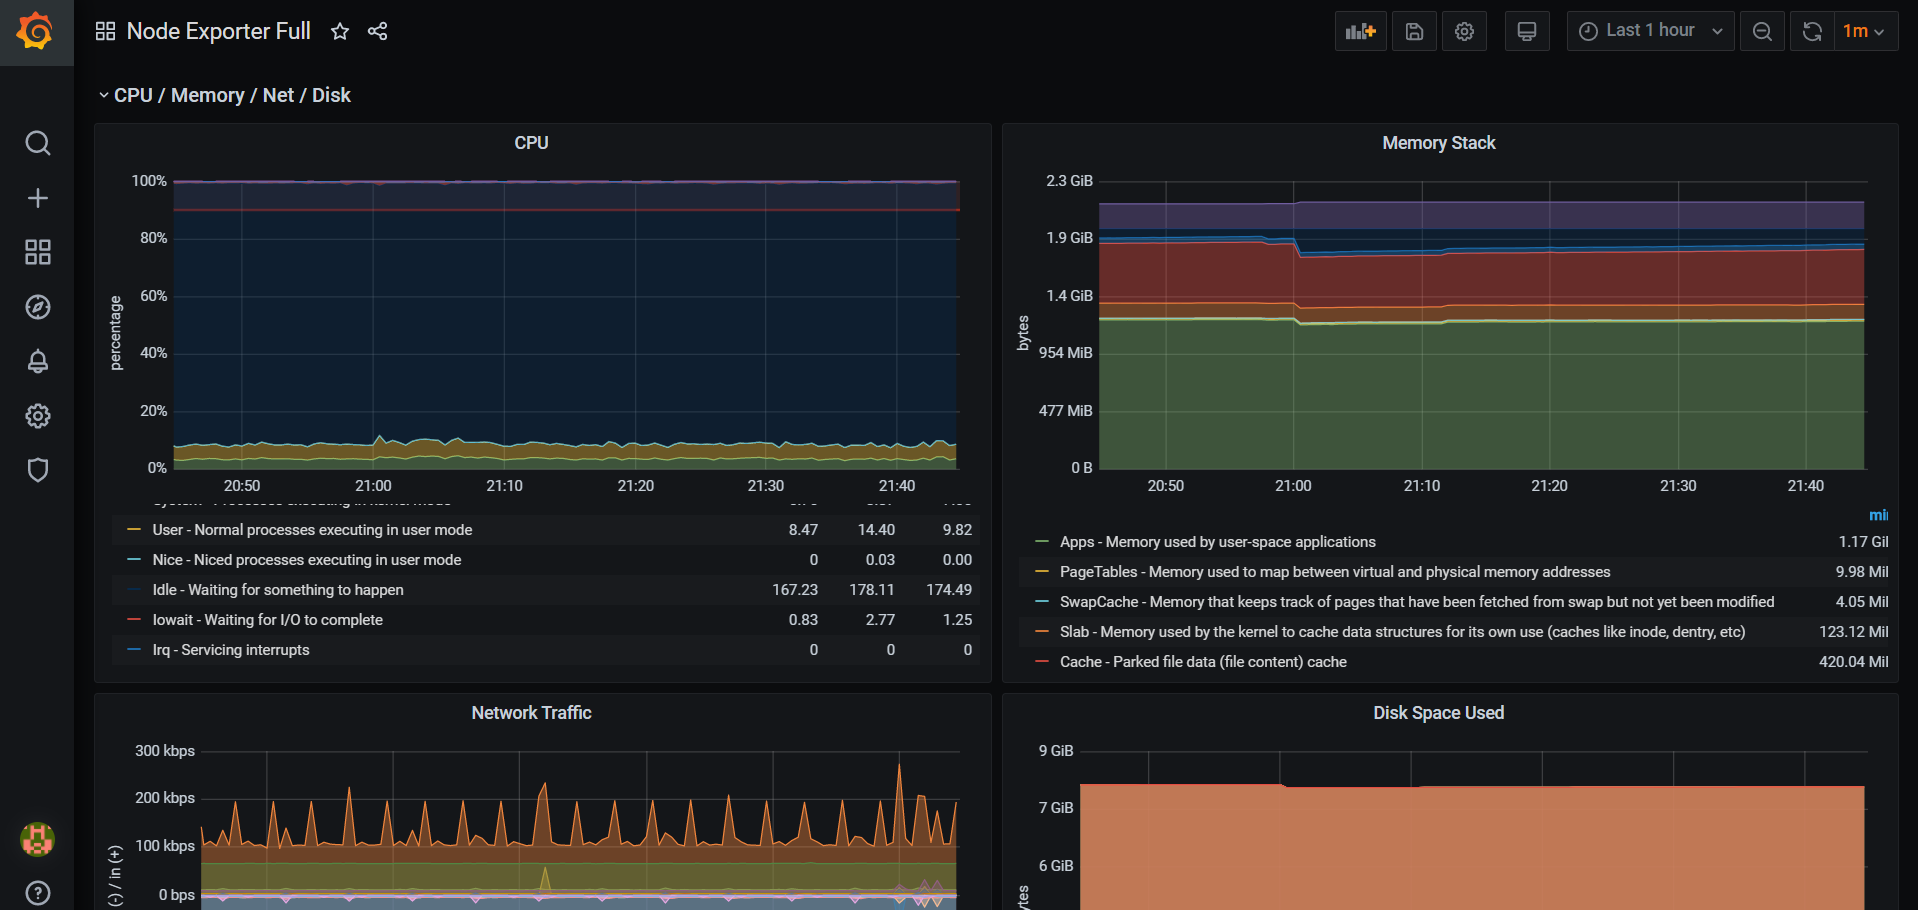 Node Exporter Full
Last 1 hour
1m
CPU / Memory / Net / Disk
CPU
100%
80%
60%
40%
20%
0%
percentage
20:50 21:00 21:10 21:20 21:30 21:40
User - Normal processes executing in user mode 8.47 14.40 9.82
Nice - Niced processes executing in user mode 0 0.03 0.00
Idle - Waiting for something to happen 167.23 178.11 174.49
Iowait - Waiting for I/O to complete 0.83 2.77 1.25
Irq - Servicing interrupts 0 0 0
Memory Stack
2.3 GiB
1.9 GiB
1.4 GiB
954 MiB
477 MiB
0 B
bytes
20:50 21:00 21:10 21:20 21:30 21:40
mi
Apps - Memory used by user-space applications 1.17 Gi
PageTables - Memory used to map between virtual and physical memory addresses 9.98 Mi
SwapCache - Memory that keeps track of pages that have been fetched from swap but not yet been modified 4.05 Mi
Slab - Memory used by the kernel to cache data structures for its own use (caches like inode, dentry, etc) 123.12 Mi
Cache - Parked file data (file content) cache 420.04 Mi
Network Traffic
300 kbps
200 kbps
100 kbps
0 bps
(-) / in (+)
Disk Space Used
9 GiB
7 GiB
6 GiB
ytes